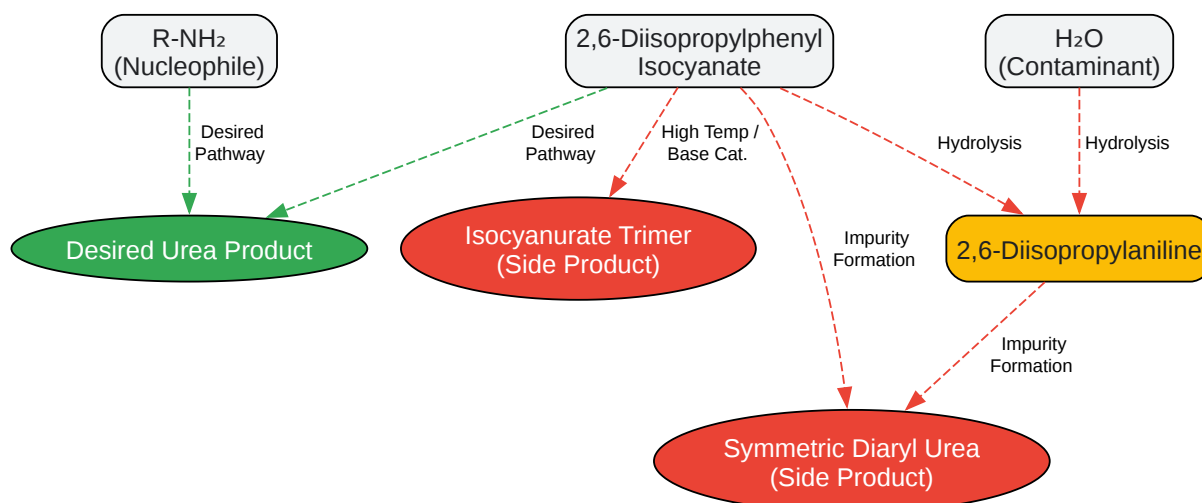 R-NH₂
(Nucleophile)
2,6-Diisopropylphenyl
Isocyanate
H₂O
(Contaminant)
Desired
Pathway
Desired
Pathway
High Temp /
Base Cat.
Hydrolysis
Hydrolysis
Desired Urea Product
Isocyanurate Trimer
(Side Product)
Impurity
Formation
2,6-Diisopropylaniline
Impurity
Formation
Symmetric Diaryl Urea
(Side Product)